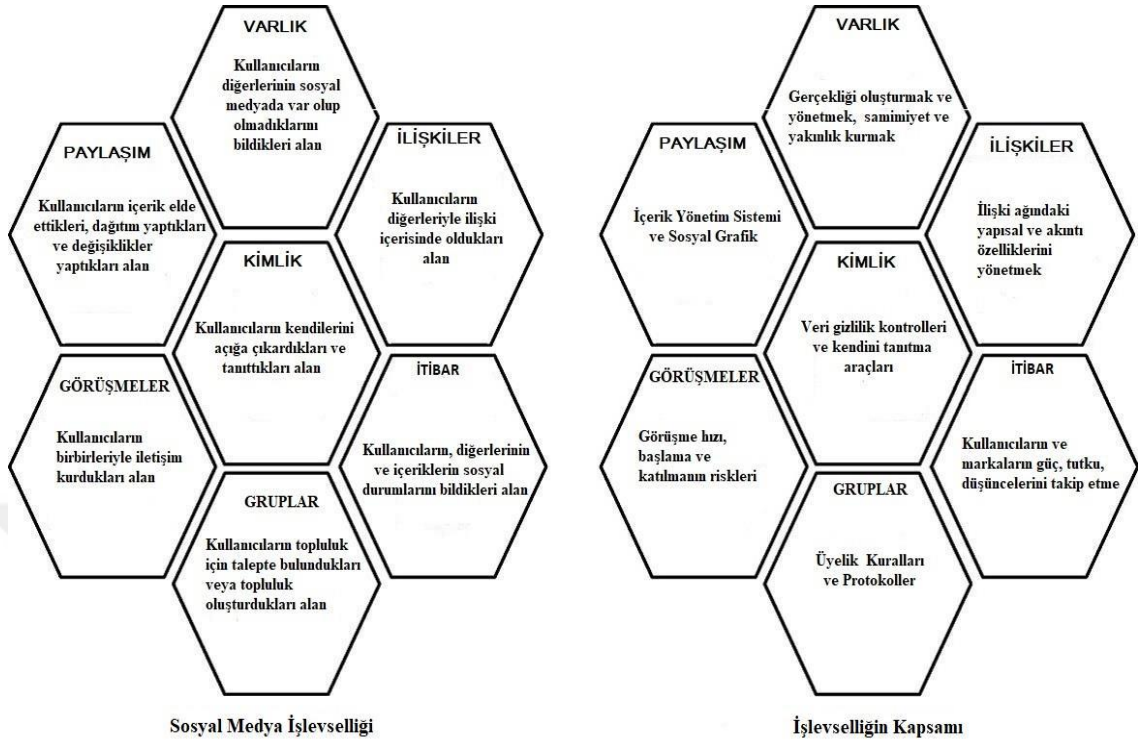 VARLIK
Kullanıcıların
diğerlerinin sosyal
medyada var olup
olmadıklarını
bildikleri alan
PAYLAŞIM
Kullanıcıların içerik elde
ettikleri, dağıtım yaptıkları
ve değişiklikler
yaptıkları alan
İLİŞKİLER
Kullanıcıların
diğerleriyle ilişki
içerisinde oldukları
alan
KİMLİK
Kullanıcıların kendilerini
açığa çıkardıkları ve
tanıttıkları alan
GÖRÜŞMELER
Kullanıcıların
birbirleriyle iletişim
kurdukları alan
İTİBAR
Kullanıcıların, diğerlerinin
ve içeriklerin sosyal
durumlarını bildikleri alan
GRUPLAR
Kullanıcıların topluluk
için talepte bulundukları
veya topluluk
oluşturdukları alan
Sosyal Medya İşlevselliği
VARLIK
Gerçekliği oluşturmak ve
yönetmek, samimiyet ve
yakınlık kurmak
PAYLAŞIM
İçerik Yönetim Sistemi
ve Sosyal Grafik
İLİŞKİLER
İlişki ağındaki
yapısal ve akıntı
özelliklerini
yönetmek
KİMLİK
Veri gizlilik kontrolleri
ve kendini tanıtma
araçları
GÖRÜŞMELER
Görüşme hızı,
başlama ve
katılmanın riskleri
İTİBAR
Kullanıcıların ve
markaların güç, tutku,
düşüncelerini takip etme
GRUPLAR
Üyelik Kuralları
ve Protokoller
İşlevselliğin Kapsamı